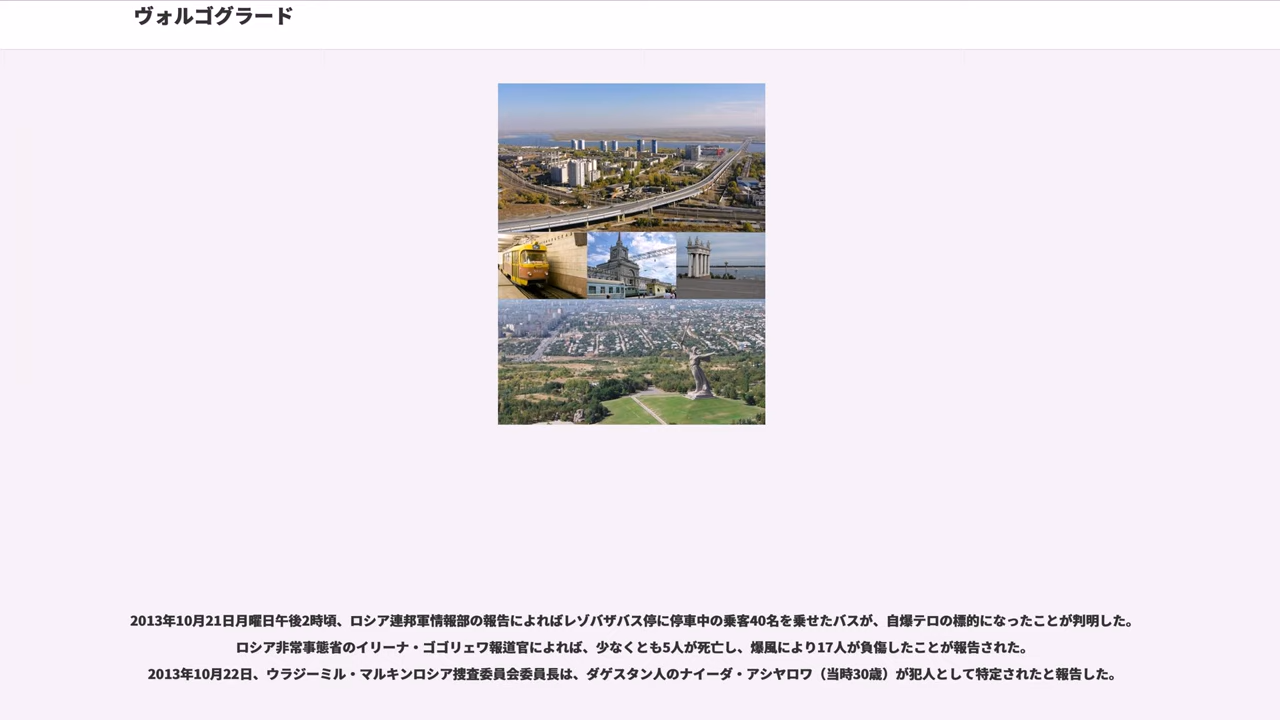 ヴォルゴグラード
2013年10月21日月曜日午後2時頃、ロシア連邦軍情報部の報告によればレゾバザバス停に停車中の乗客40名を乗せたバスが、自爆テロの標的になったことが判明した。
ロシア非常事態省のイリーナ・ゴゴリェワ報道官によれば、少なくとも5人が死亡し、爆風により17人が負傷したことが報告された。
2013年10月22日、ウラジーミル・マルキンロシア捜査委員会委員長は、ダゲスタン人のナイーダ・アシヤロワ（当時30歳）が犯人として特定されたと報告した。